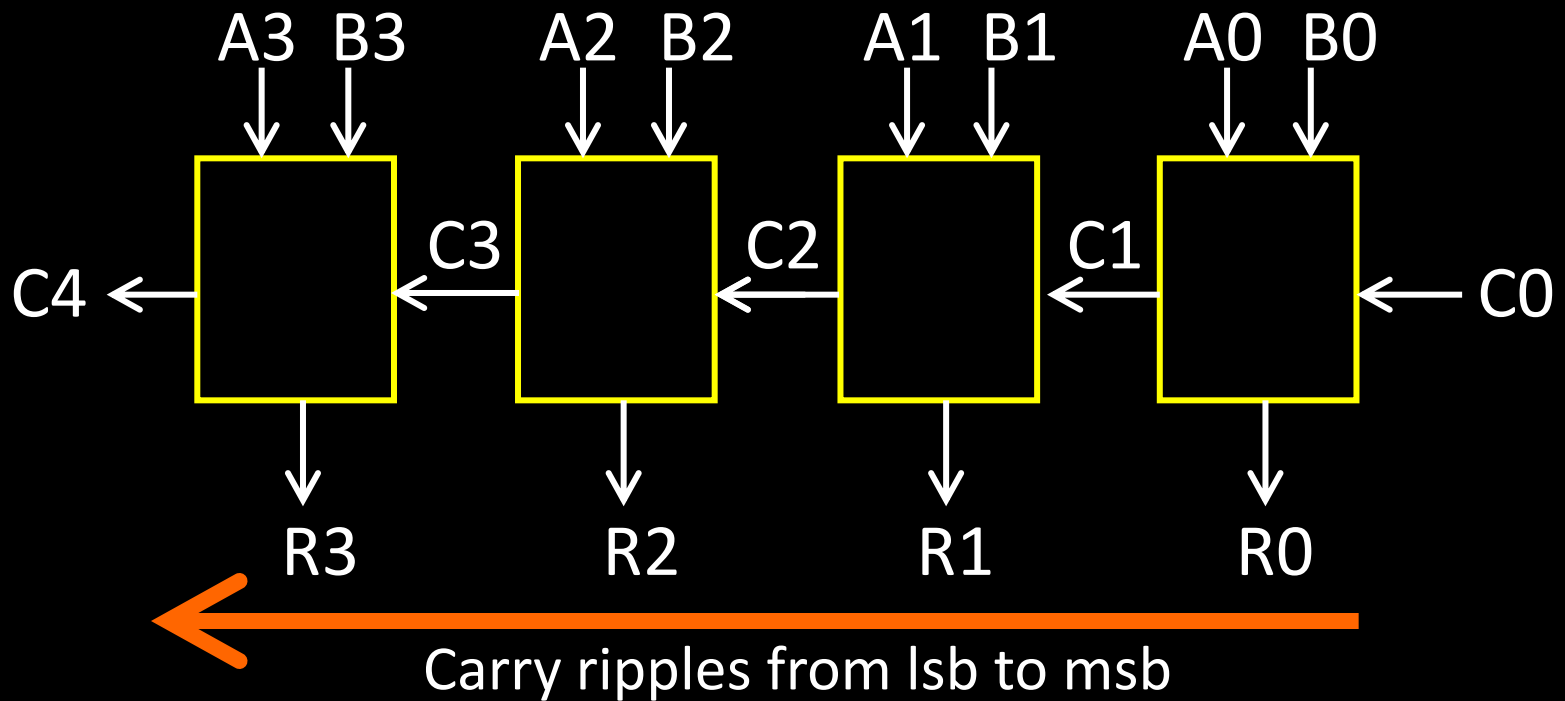 A3 B3 A2 B2 A1 B1 A0 B0
C3 C2 C1
C4 C0
R3 R2 R1 R0
Carry ripples from lsb to msb